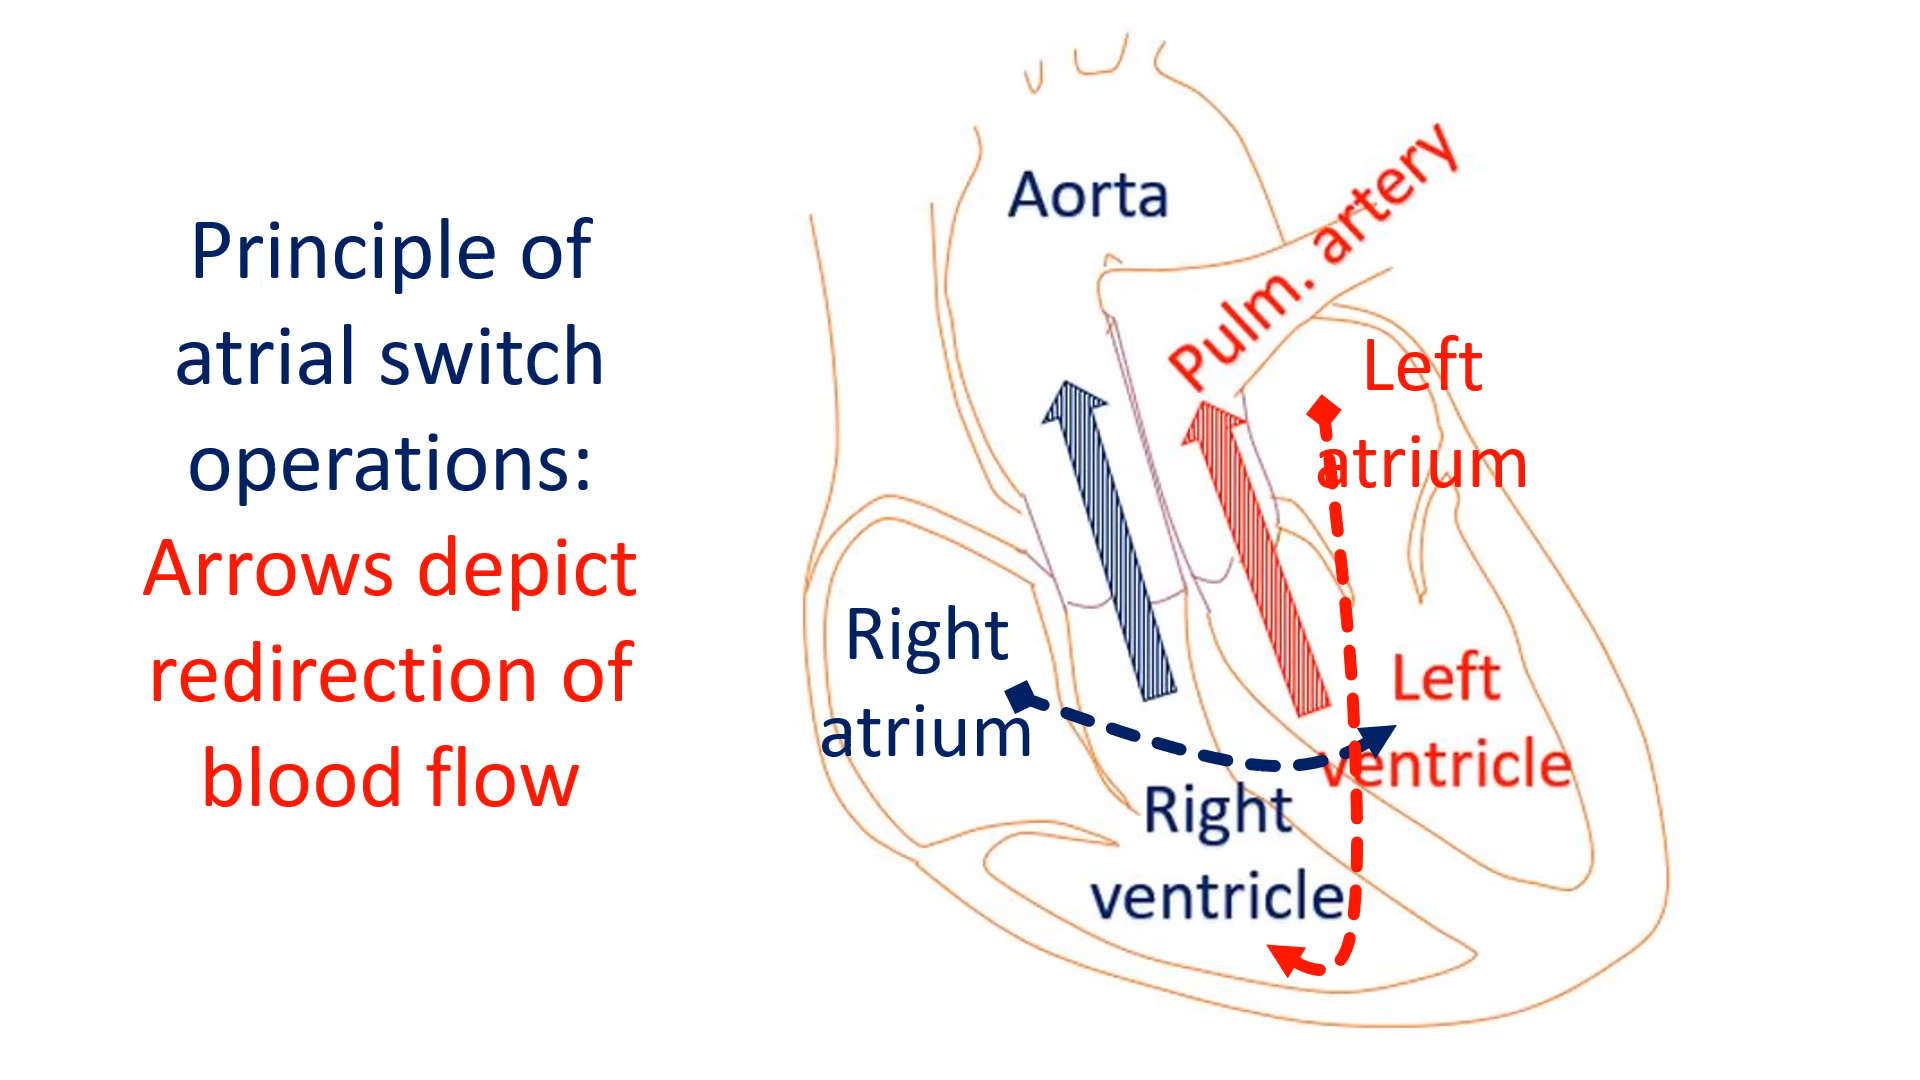 Principle of
atrial switch
operations:
Arrows depict
redirection of
blood flow
Aorta
Pulm. artery
Left
atrium
Right
atrium
Left
ventricle
Right
ventricle